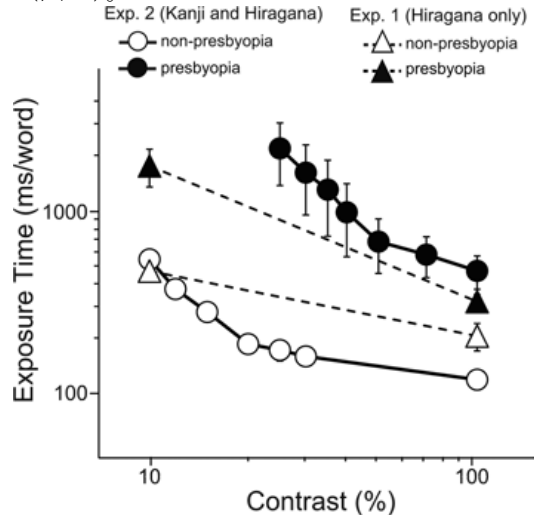 Exp. 2 (Kanji and Hiragana)
non-presbyopia
presbyopia
Exp. 1 (Hiragana only)
non-presbyopia
presbyopia
Exposure Time (ms/word)
1000
100
10
100
Contrast (%)